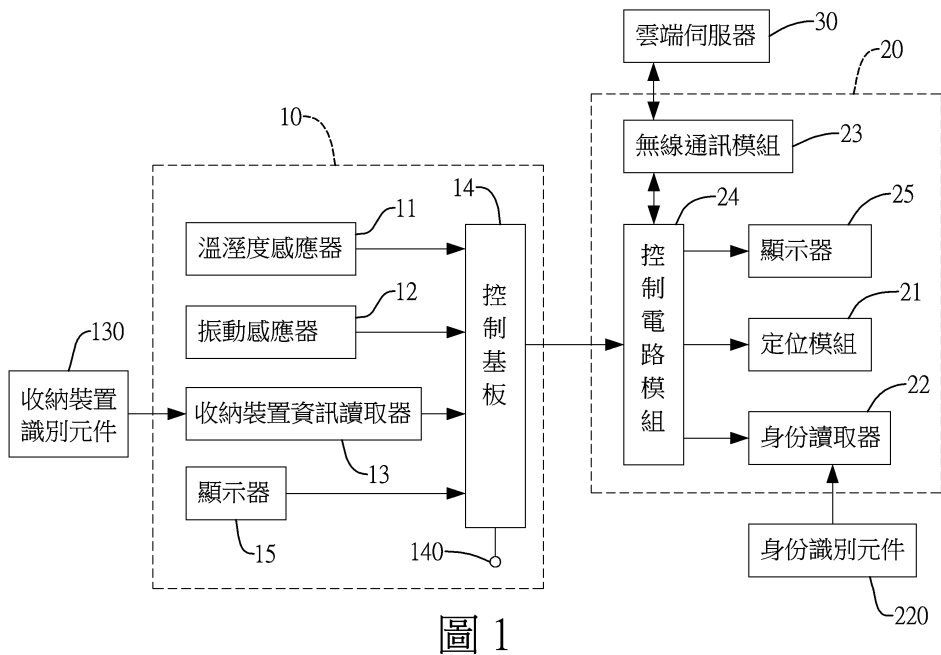 雲端伺服器
30
20
10
無線通訊模組
23
14
24
25
11
溫溼度感應器
控制基板
控制電路模組
顯示器
12
振動感應器
21
定位模組
130
收納裝置
識別元件
收納裝置資訊讀取器
13
22
身份讀取器
顯示器
15
140
身份識別元件
220
圖1